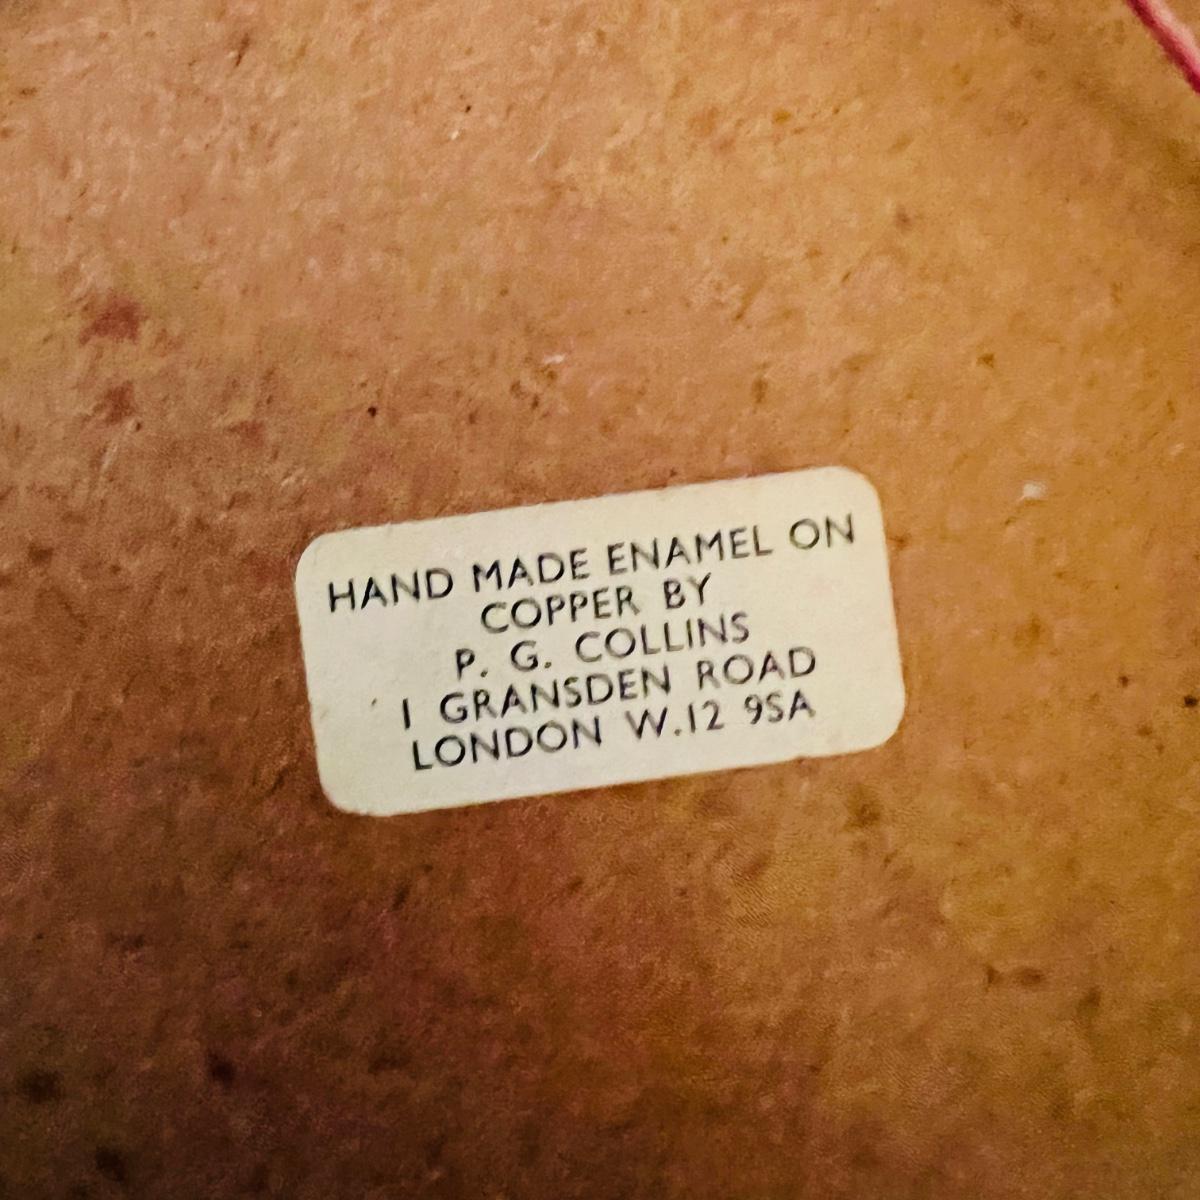 HAND MADE ENAMEL ON
COPPER BY
P. G. COLLINS
1 GRANSDEN ROAD
LONDON W.12 9SA